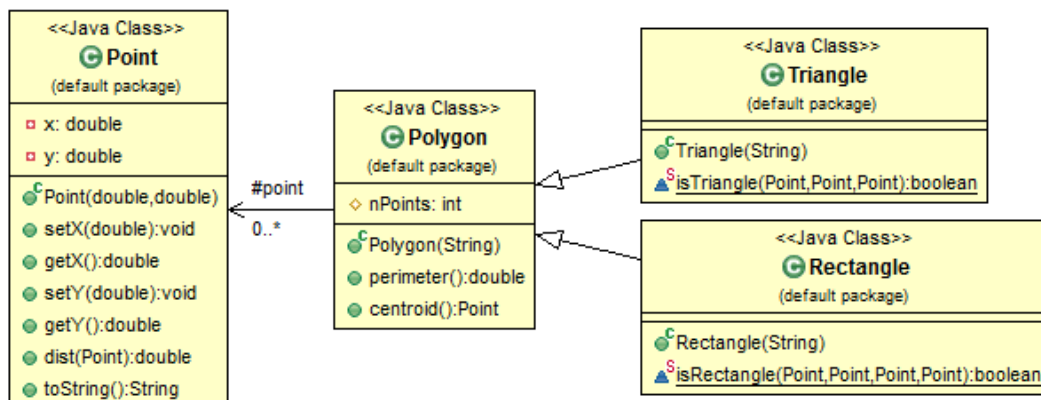 <<Java Class>>
Point
(default package)
x: double
y: double
Point(double,double)
setX(double):void
getX():double
setY(double):void
getY():double
dist(Point):double
toString():String
#point
0..*
<<Java Class>>
Polygon
(default package)
nPoints: int
Polygon(String)
perimeter():double
centroid():Point
<<Java Class>>
Triangle
(default package)
Triangle(String)
isTriangle(Point,Point,Point):boolean
<<Java Class>>
Rectangle
(default package)
Rectangle(String)
isRectangle(Point,Point,Point,Point):boolean